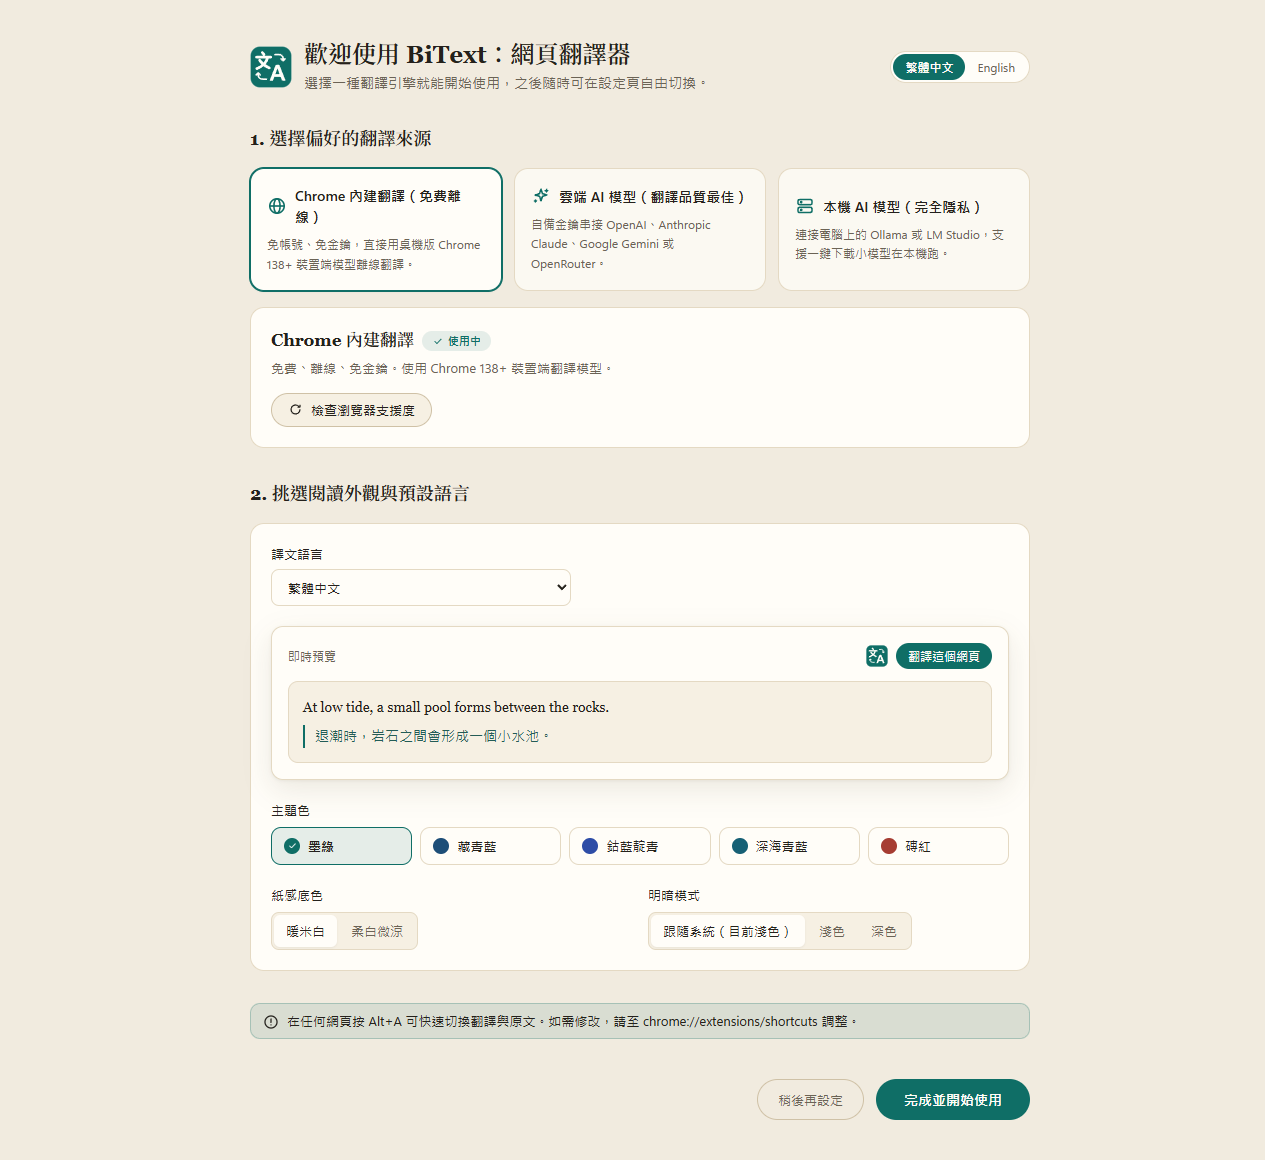 歡迎使用 BiText：網頁翻譯器
選擇一種翻譯引擎就能開始使用，之後隨時可在設定頁自由切換。
繁體中文
English
1. 選擇偏好的翻譯來源
Chrome 內建翻譯（免費離
線）
免帳號、免金鑰，直接用桌機版 Chrome
138+ 裝置端模型離線翻譯。
雲端 AI 模型（翻譯品質最佳）
自備金鑰串接 OpenAI、Anthropic
Claude、Google Gemini 或
OpenRouter。
本機 AI 模型（完全隱私）
連接電腦上的 Ollama 或 LM Studio，支
援一鍵下載小模型在本機跑。
Chrome 內建翻譯
使用中
免費、離線、免金鑰。使用 Chrome 138+ 裝置端翻譯模型。
檢查瀏覽器支援度
2. 挑選閱讀外觀與預設語言
譯文語言
繁體中文
即時預覽
文A
翻譯這個網頁
At low tide, a small pool forms between the rocks.
退潮時，岩石之間會形成一個小水池。
主題色
墨綠
藏青藍
鈷藍靛青
深海青藍
磚紅
紙感底色
明暗模式
暖米白
柔白微涼
跟隨系統（目前淺色）
淺色
深色
在任何網頁按 Alt+A 可快速切換翻譯與原文。如需修改，請至 chrome://extensions/shortcuts 調整。
稍後再設定
完成並開始使用